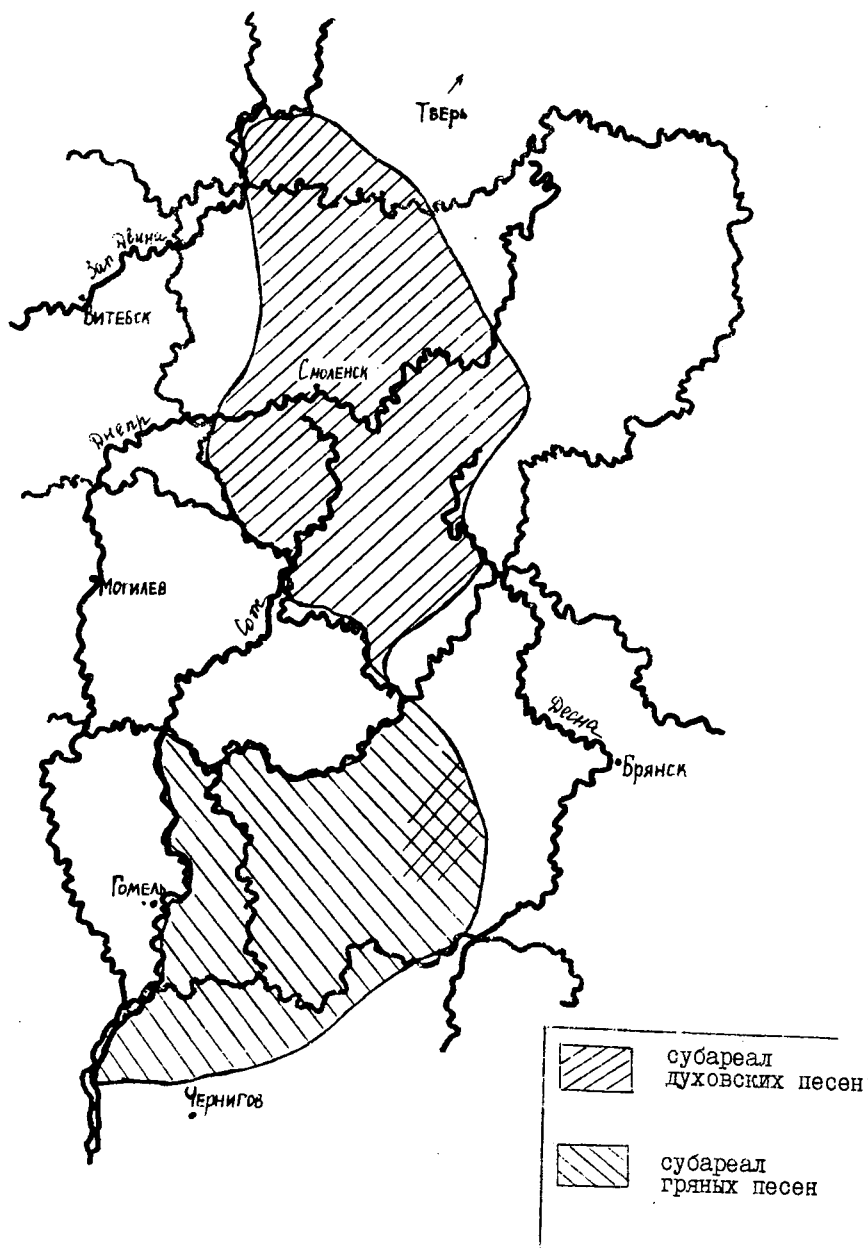 Тверь
Зап Двина
Витебск
Смоленск
Днепр
Могилев
Сож
Десна
Брянск
Гомель
Чернигов
субареал
духовских песен
субареал
гряных песен